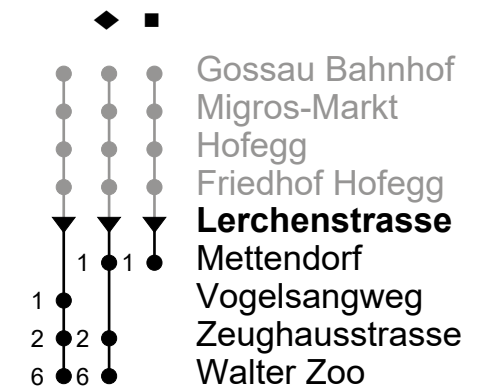 Gossau Bahnhof
Migros-Markt
Hofegg
Friedhof Hofegg
Lerchenstrasse
1 1 Mettendorf
1 Vogelsangweg
2 2 Zeughausstrasse
6 6 Walter Zoo